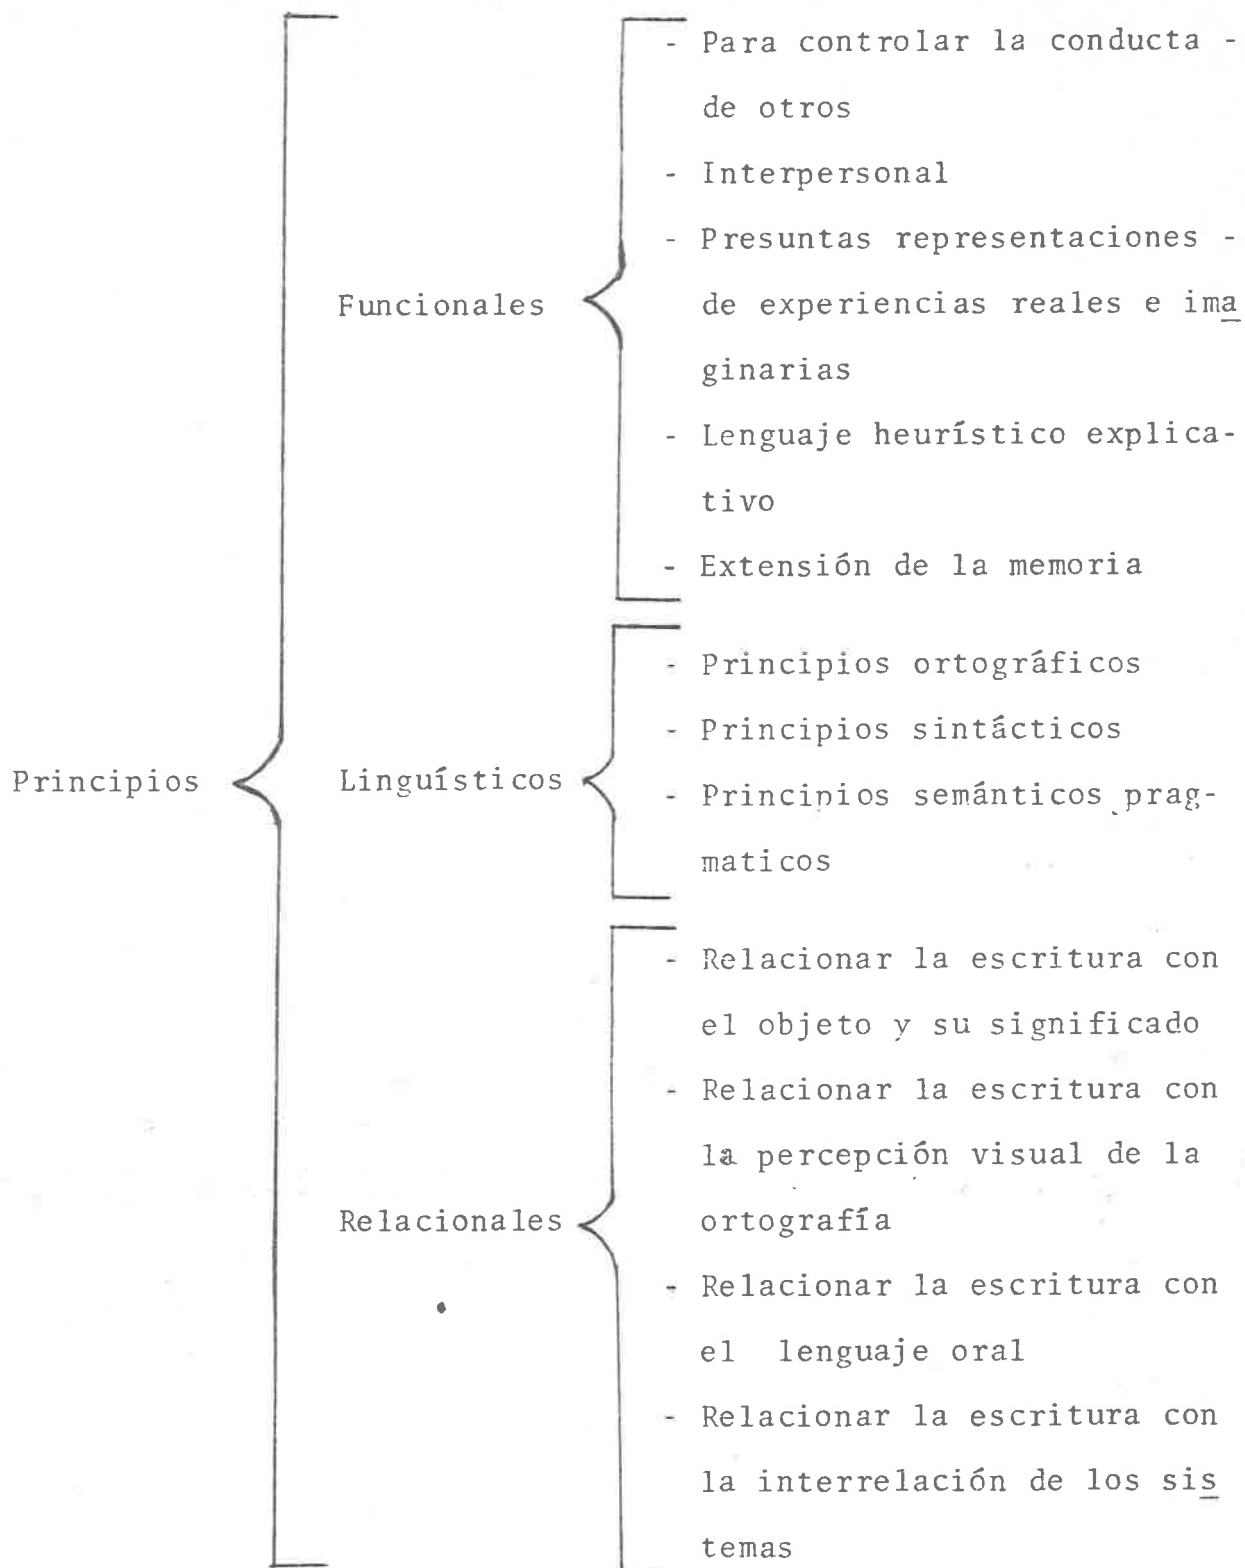 - Para controlar la conducta -
de otros
- Interpersonal
- Presuntas representaciones -
Funcionales
de experiencias reales e ima
ginarias
- Lenguaje heurístico explica-
tivo
- Extensión de la memoria
- Principios ortográficos
- Principios sintácticos
Principios
Linguísticos
- Principios semánticos prag-
maticos
- Relacionar la escritura con
el objeto y su significado
- Relacionar la escritura con
la percepción visual de la
Relacionales
ortografía
- Relacionar la escritura con
el lenguaje oral
- Relacionar la escritura con
la interrelación de los sis
temas